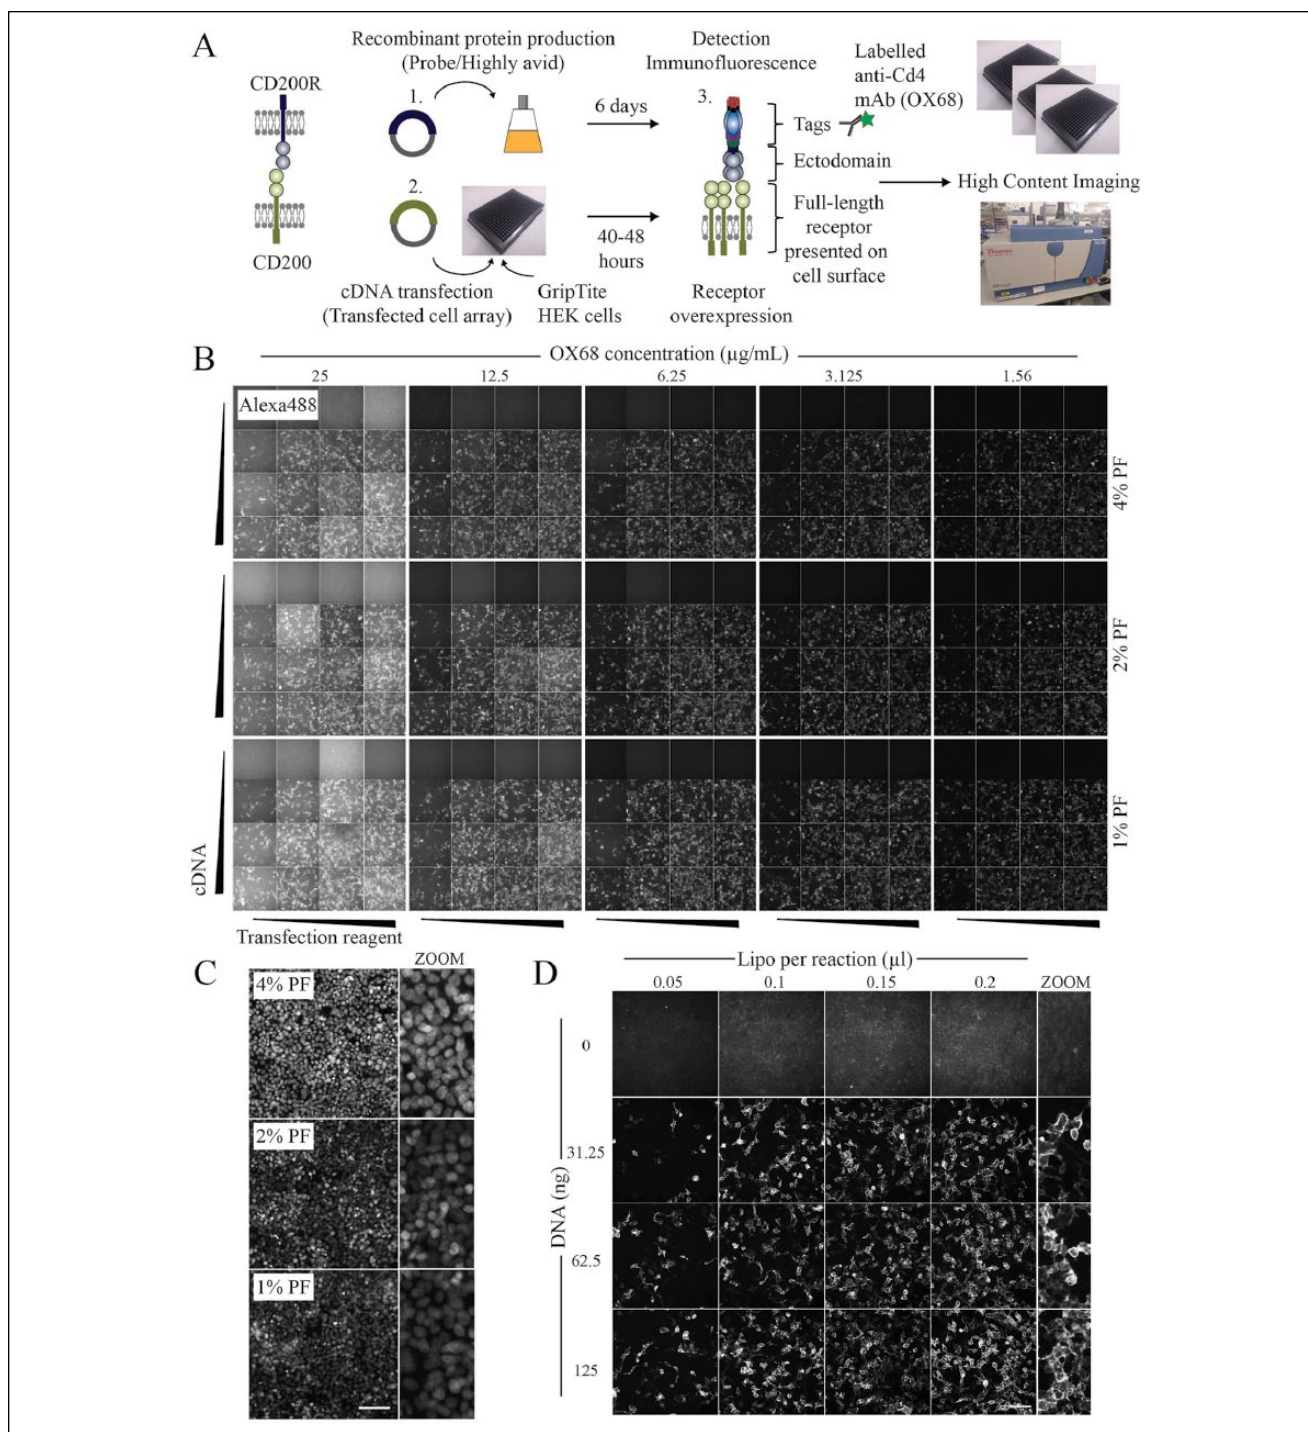 A
Recombinant protein production
(Probe/Highly avid)
Detection
Immunofluorescence
Labelled
anti-Cd4
mAb (OX68)
CD200R
1.
6 days
3.
Tags
Ectodomain
2.
High Content Imaging
40-48
hours
Full-length
receptor
presented on
cell surface
CD200
cDNA transfection
(Transfected cell array)
GripTite
HEK cells
Receptor
overexpression
B
OX68 concentration (µg/mL)
25 12.5 6.25 3.125 1.56
Alexa488
4% PF
2% PF
1% PF
cDNA
Transfection reagent
C
ZOOM
4% PF
2% PF
1% PF
D
Lipo per reaction (µl)
0.05 0.1 0.15 0.2 ZOOM
0
31.25
DNA (ng)
62.5
125